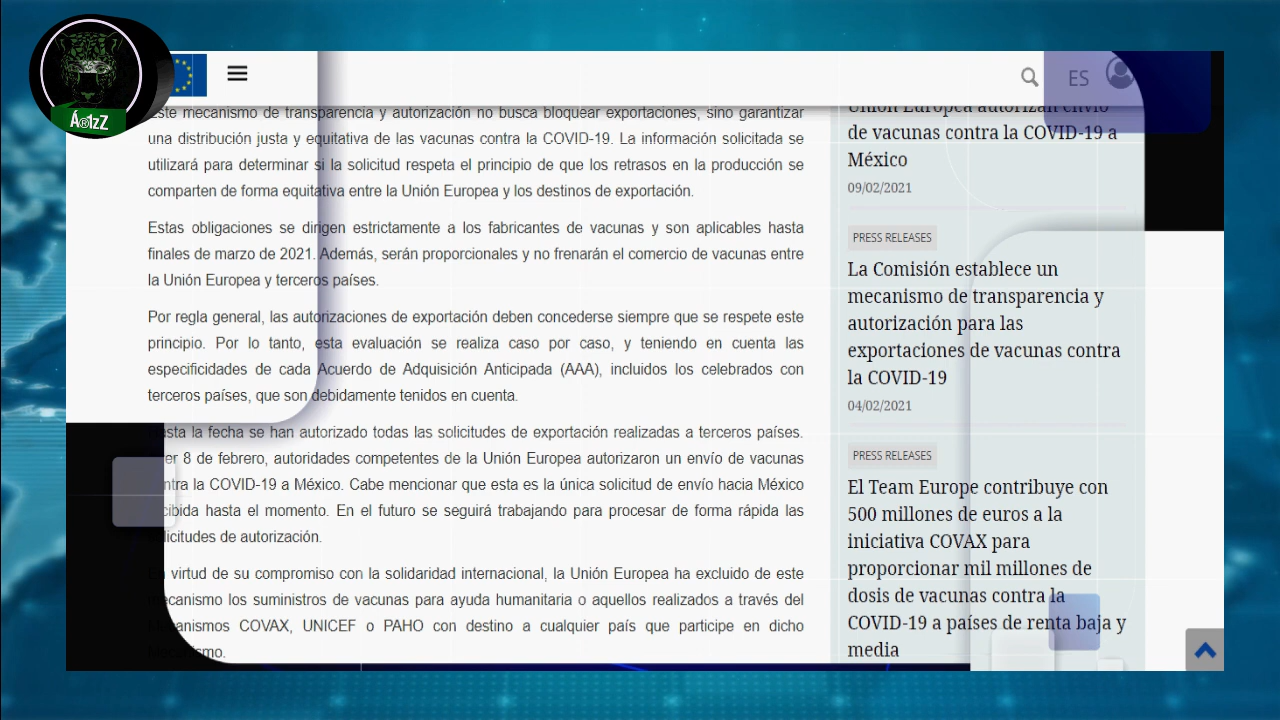 Á⊚1zZ
ES
Este mecanismo de transparencia y autorización no busca bloquear exportaciones, sino garantizar
una distribución justa y equitativa de las vacunas contra la COVID-19. La información solicitada se
utilizará para determinar si la solicitud respeta el principio de que los retrasos en la producción se
comparten de forma equitativa entre la Unión Europea y los destinos de exportación.
Estas obligaciones se dirigen estrictamente a los fabricantes de vacunas y son aplicables hasta
finales de marzo de 2021. Además, serán proporcionales y no frenarán el comercio de vacunas entre
la Unión Europea y terceros países.
Por regla general, las autorizaciones de exportación deben concederse siempre que se respete este
principio. Por lo tanto, esta evaluación se realiza caso por caso, y teniendo en cuenta las
especificidades de cada Acuerdo de Adquisición Anticipada (AAA), incluidos los celebrados con
terceros países, que son debidamente tenidos en cuenta.
Hasta la fecha se han autorizado todas las solicitudes de exportación realizadas a terceros países.
Ayer 8 de febrero, autoridades competentes de la Unión Europea autorizaron un envío de vacunas
contra la COVID-19 a México. Cabe mencionar que esta es la única solicitud de envío hacia México
recibida hasta el momento. En el futuro se seguirá trabajando para procesar de forma rápida las
solicitudes de autorización.
En virtud de su compromiso con la solidaridad internacional, la Unión Europea ha excluido de este
mecanismo los suministros de vacunas para ayuda humanitaria o aquellos realizados a través del
Mecanismos COVAX, UNICEF o PAHO con destino a cualquier país que participe en dicho
mecanismo.
Unión Europea autorizan envío
de vacunas contra la COVID-19 a
México
09/02/2021
PRESS RELEASES
La Comisión establece un
mecanismo de transparencia y
autorización para las
exportaciones de vacunas contra
la COVID-19
04/02/2021
PRESS RELEASES
El Team Europe contribuye con
500 millones de euros a la
iniciativa COVAX para
proporcionar mil millones de
dosis de vacunas contra la
COVID-19 a países de renta baja y
media